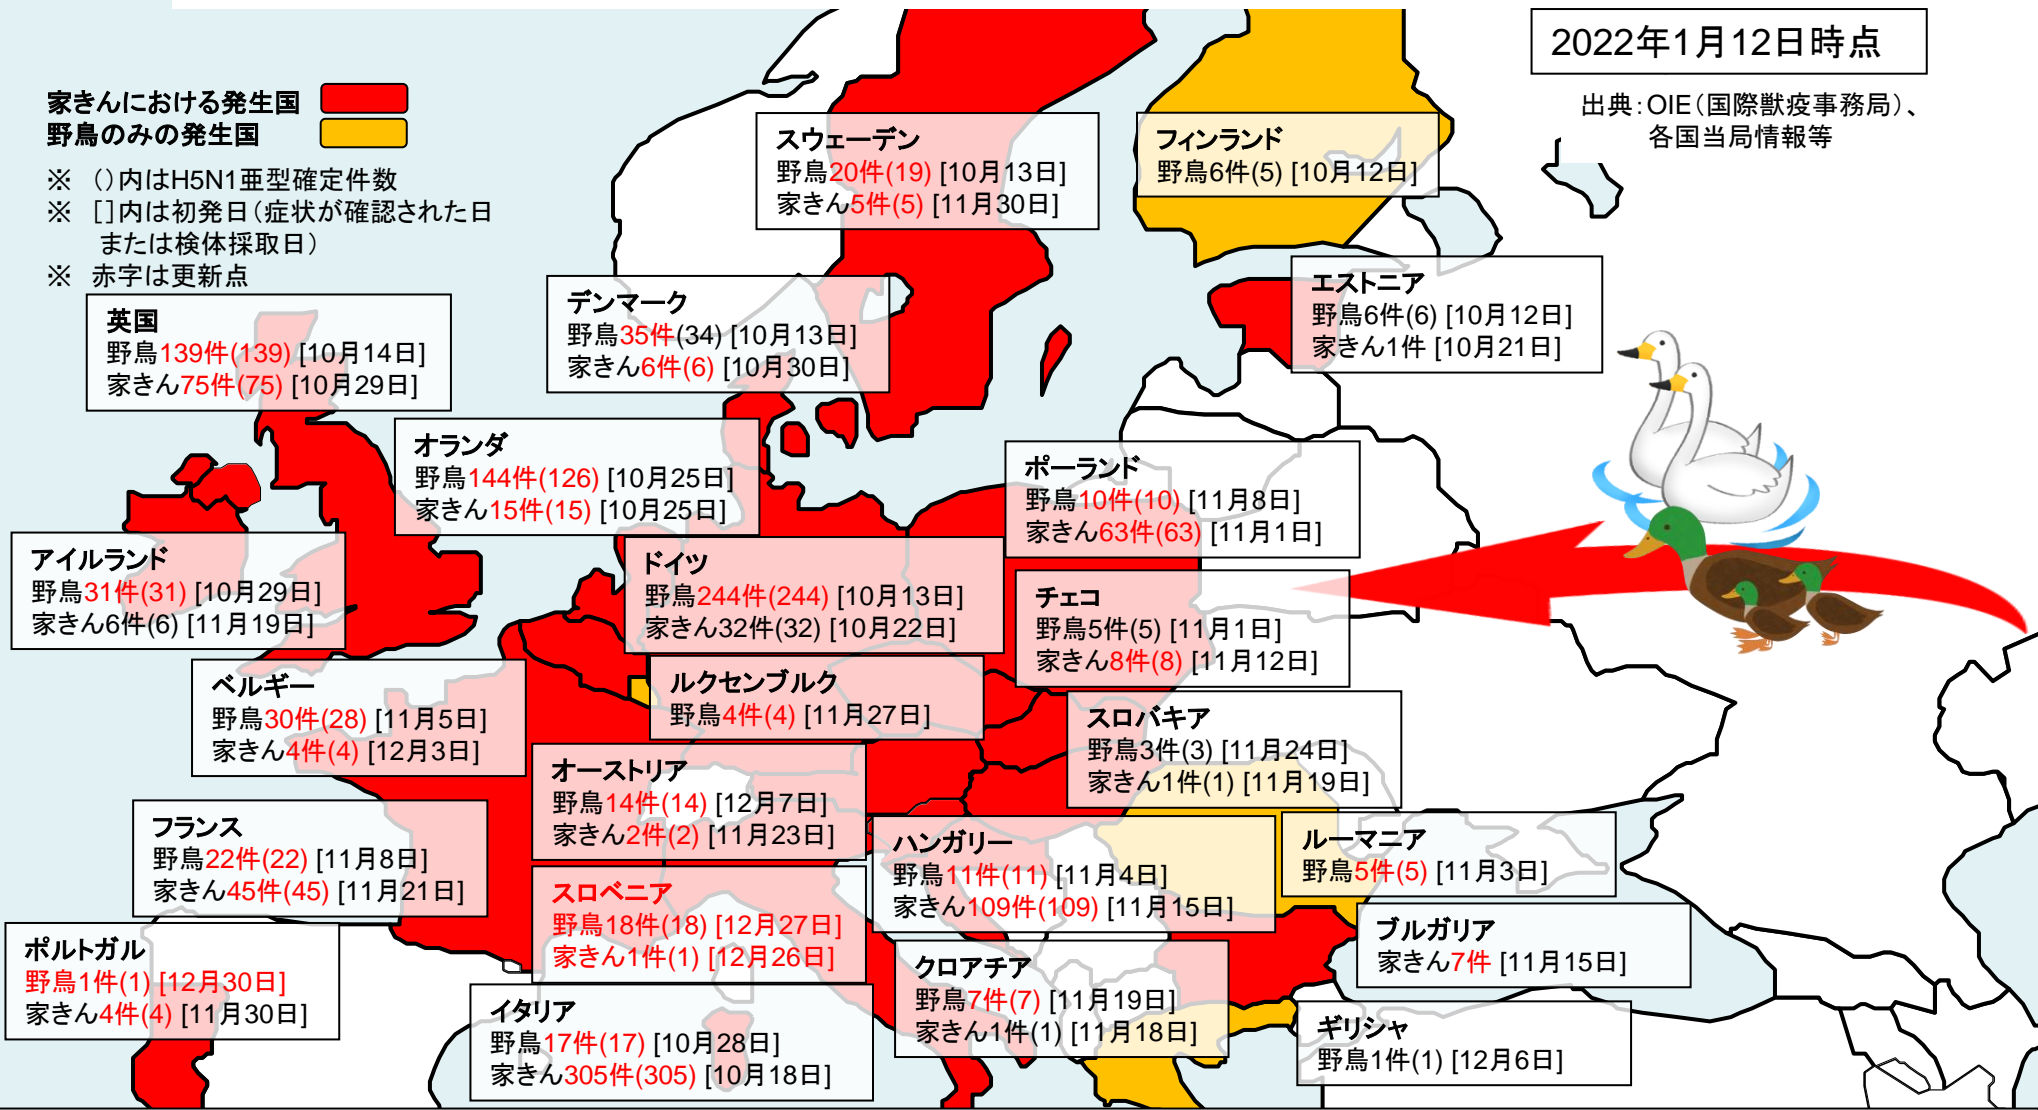 2022年1月12日時点
出典：OIE（国際獣疫事務局）、
各国当局情報等
家きんにおける発生国
野鳥のみの発生国
※ （）内はH5N1亜型確定件数
※ ［］内は初発日（症状が確認された日
または検体採取日）
※ 赤字は更新点
スウェーデン
野鳥20件(19) [10月13日]
家きん5件(5) [11月30日]
フィンランド
野鳥6件(5) [10月12日]
エストニア
野鳥6件(6) [10月12日]
家きん1件 [10月21日]
デンマーク
野鳥35件(34) [10月13日]
家きん6件(6) [10月30日]
英国
野鳥139件(139) [10月14日]
家きん75件(75) [10月29日]
オランダ
野鳥144件(126) [10月25日]
家きん15件(15) [10月25日]
ポーランド
野鳥10件(10) [11月8日]
家きん63件(63) [11月1日]
アイルランド
野鳥31件(31) [10月29日]
家きん6件(6) [11月19日]
ドイツ
野鳥244件(244) [10月13日]
家きん32件(32) [10月22日]
チェコ
野鳥5件(5) [11月1日]
家きん8件(8) [11月12日]
ベルギー
野鳥30件(28) [11月5日]
家きん4件(4) [12月3日]
ルクセンブルク
野鳥4件(4) [11月27日]
スロバキア
野鳥3件(3) [11月24日]
家きん1件(1) [11月19日]
オーストリア
野鳥14件(14) [12月7日]
家きん2件(2) [11月23日]
フランス
野鳥22件(22) [11月8日]
家きん45件(45) [11月21日]
ハンガリー
野鳥11件(11) [11月4日]
家きん109件(109) [11月15日]
ルーマニア
野鳥5件(5) [11月3日]
スロベニア
野鳥18件(18) [12月27日]
家きん1件(1) [12月26日]
ブルガリア
家きん7件 [11月15日]
ポルトガル
野鳥1件(1) [12月30日]
家きん4件(4) [11月30日]
クロアチア
野鳥7件(7) [11月19日]
家きん1件(1) [11月18日]
イタリア
野鳥17件(17) [10月28日]
家きん305件(305) [10月18日]
ギリシャ
野鳥1件(1) [12月6日]